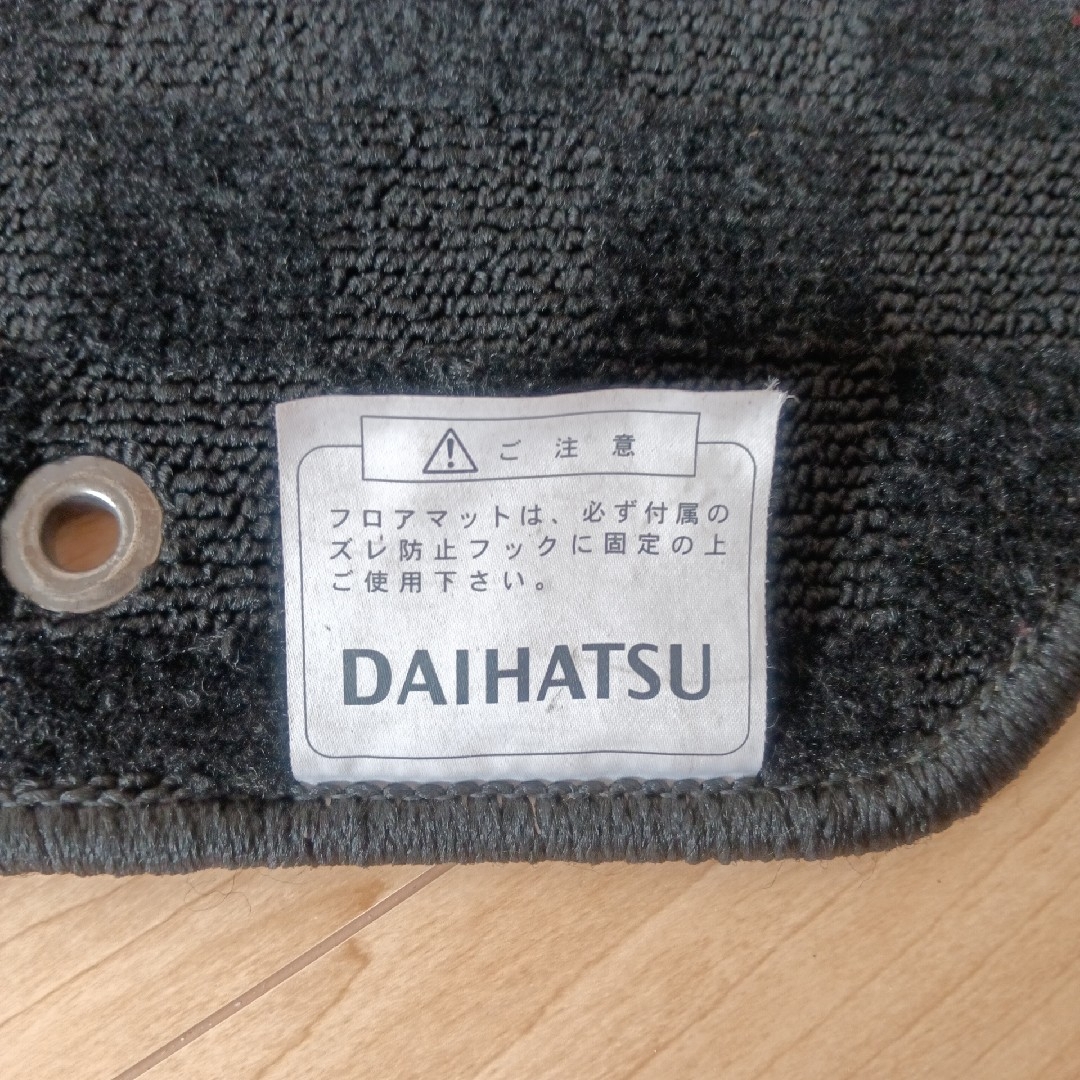 ご注意
フロアマットは、必ず付属の
ズレ防止フックに固定の上
ご使用下さい。
DAIHATSU